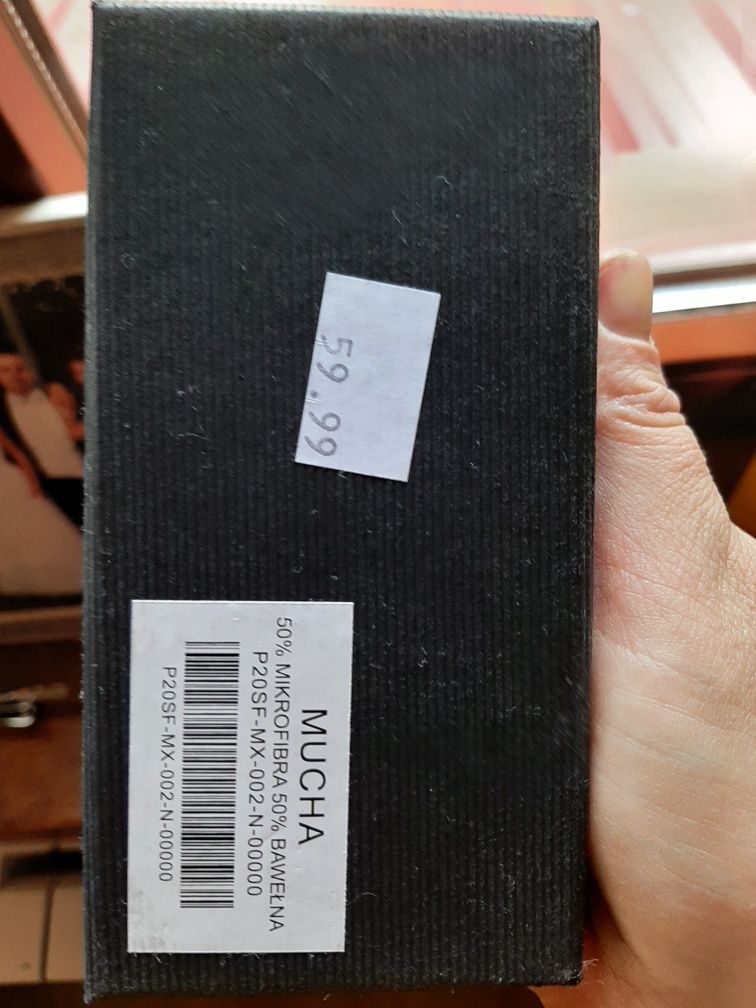 59.99
MUCHA
50% MIKROFIBRA 50% BAWEŁNA
P20SF-MX-002-N-00000
P20SF-MX-002-N-00000